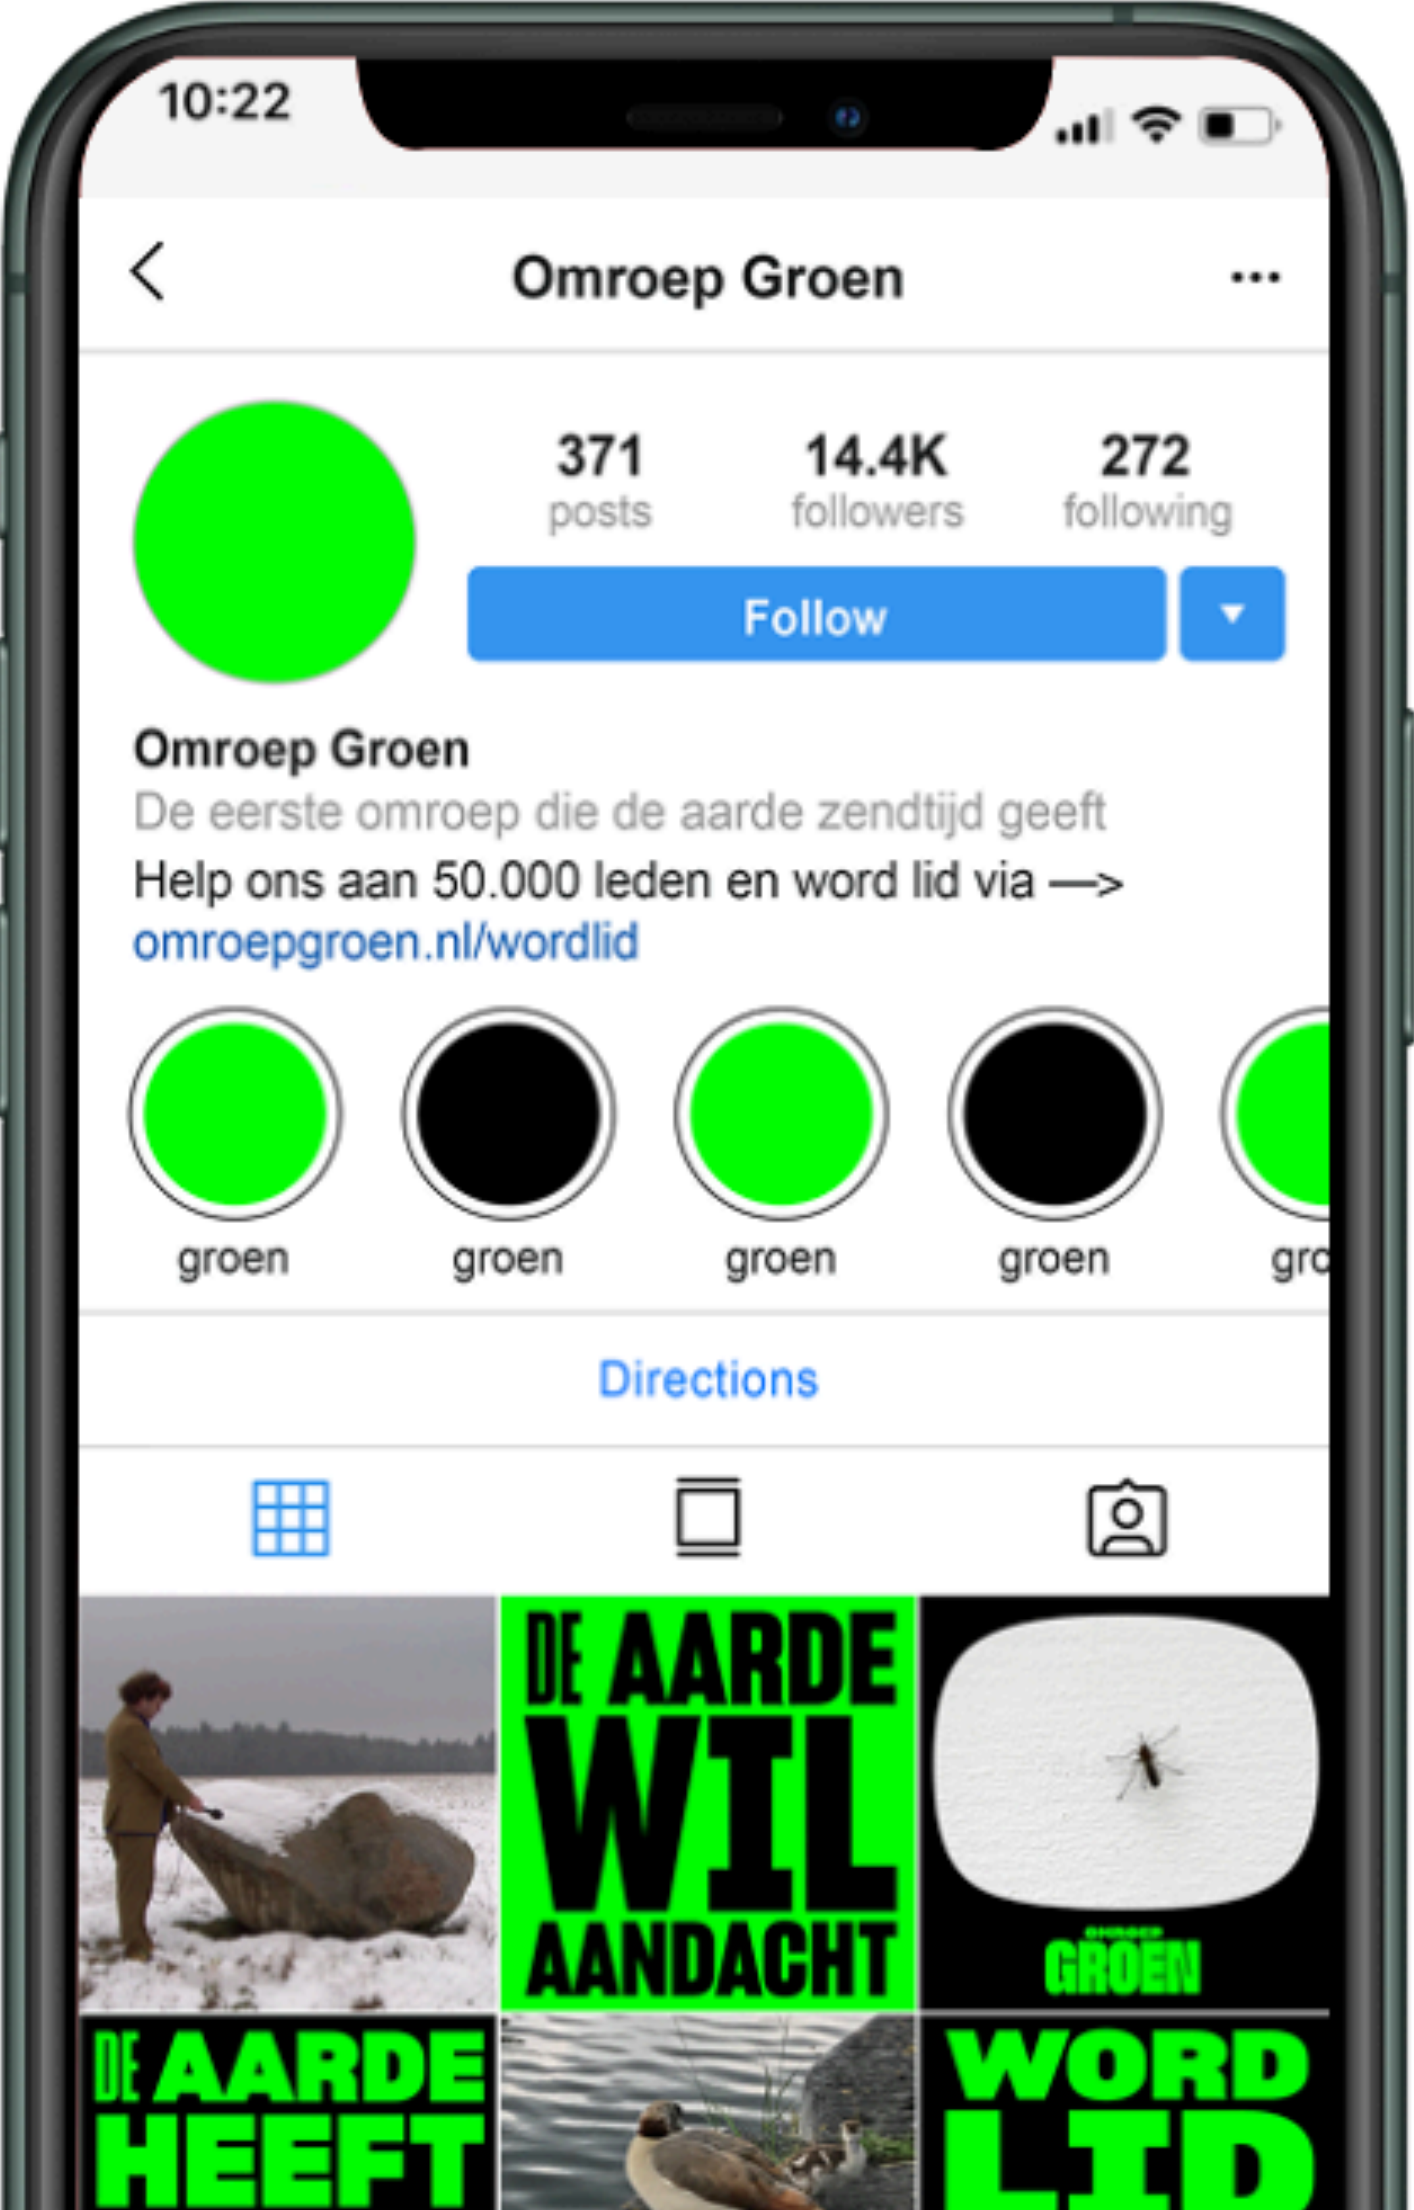 10:22
Omroep Groen
371 14.4K 272
posts followers following
Follow
Omroep Groen
De eerste omroep die de aarde zendtijd geeft
Help ons aan 50.000 leden en word lid via —>
omroepgroen.nl/wordlid
groen groen groen groen gro
Directions
DE AARDE
WIL
AANDACHT
OMROEP
GROEN
DE AARDE
HEEFT
WORD
LID